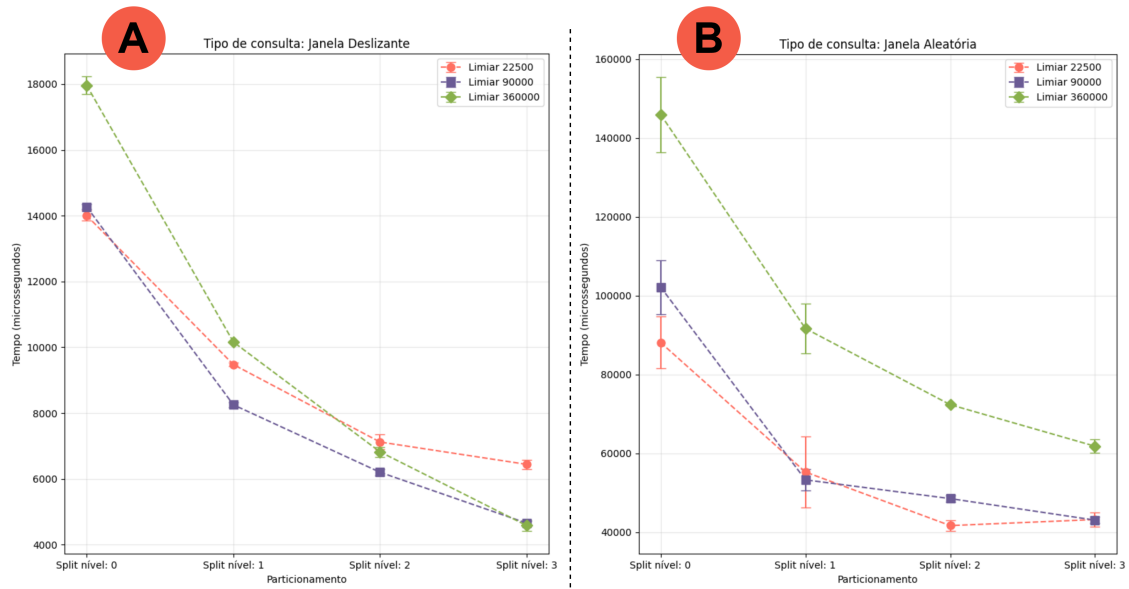 A
Tipo de consulta: Janela Deslizante
Limiar 22500
Limiar 90000
Limiar 360000
18000
16000
14000
12000
10000
8000
6000
4000
Tempo (microssegundos)
Split nível: 0
Split nível: 1
Split nível: 2
Split nível: 3
Particionamento
B
Tipo de consulta: Janela Aleatória
Limiar 22500
Limiar 90000
Limiar 360000
160000
140000
120000
100000
80000
60000
40000
Tempo (microssegundos)
Split nível: 0
Split nível: 1
Split nível: 2
Split nível: 3
Particionamento